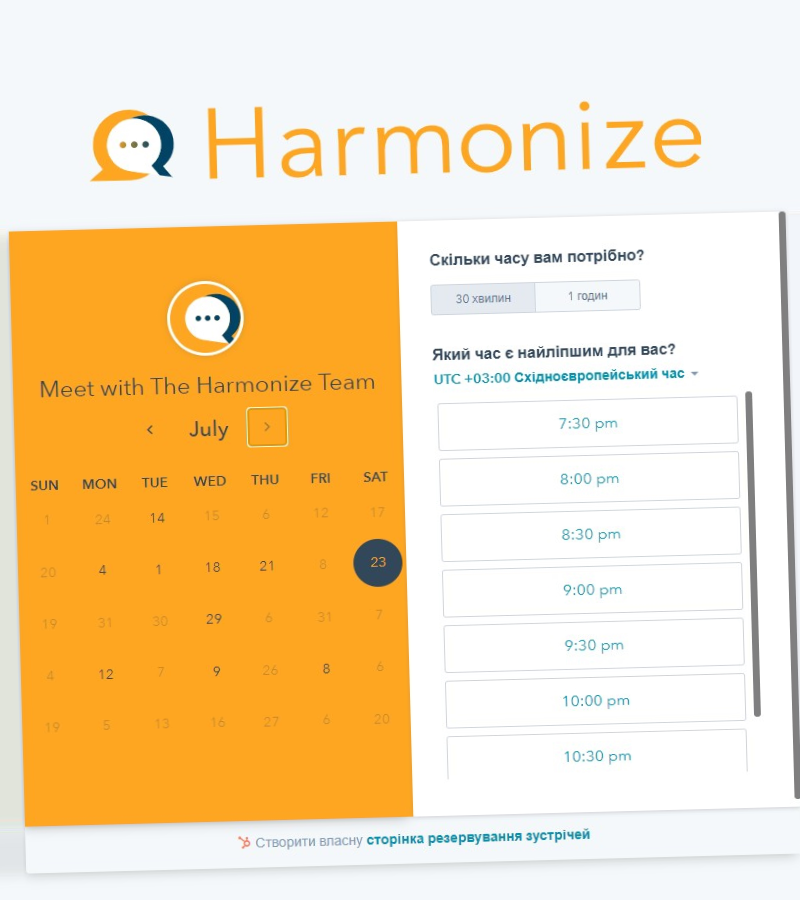 Harmonize
Meet with The Harmonize Team
July
SUN MON TUE WED THU FRI SAT
1 24 14 15 6 12 17
20 4 1 18 21 8 23
19 31 30 29 6 31 7
4 12 7 9 26 8 6
19 5 13 16 27 6 20
Скільки часу вам потрібно?
30 хвилин 1 годин
Який час є найліпшим для вас?
UTC +03:00 Східноєвропейський час
7:30 pm
8:00 pm
8:30 pm
9:00 pm
9:30 pm
10:00 pm
10:30 pm
Створити власну сторінка резервування зустрічей